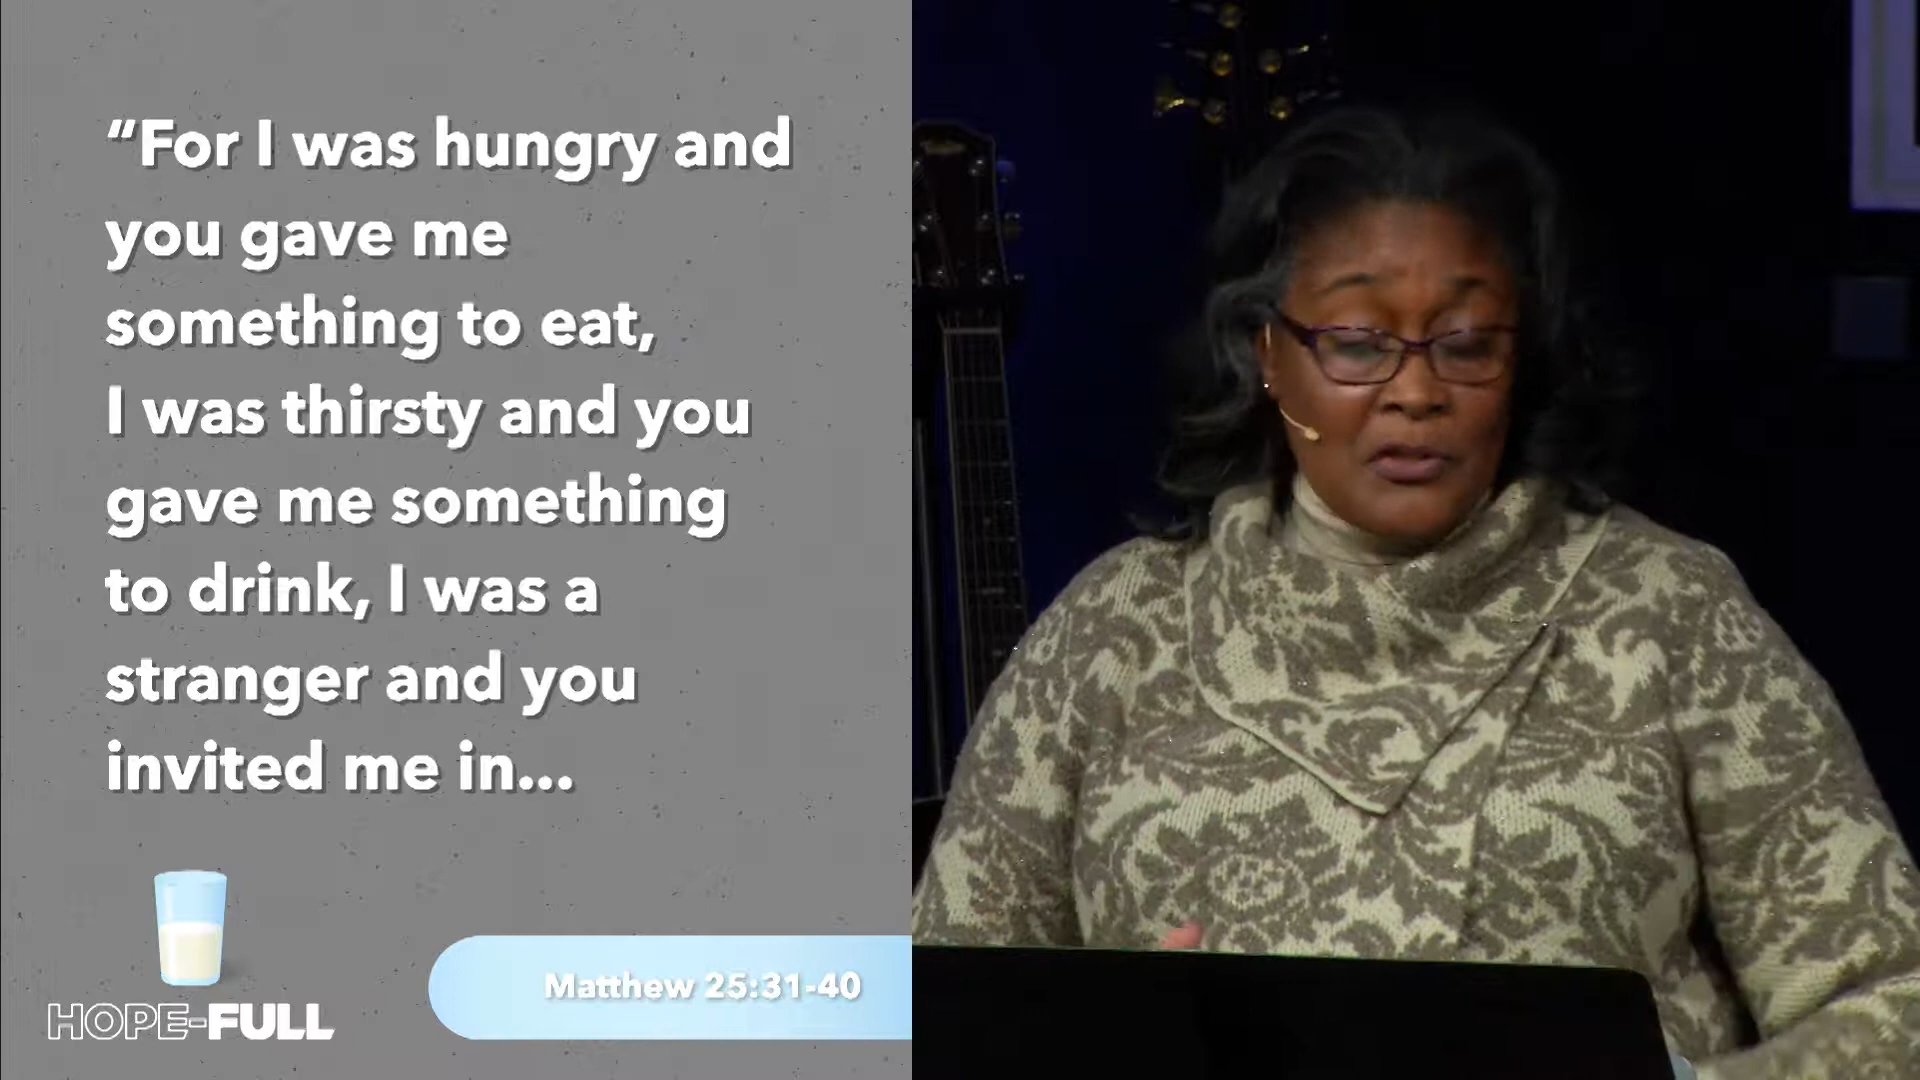 “For I was hungry and
you gave me
something to eat,
I was thirsty and you
gave me something
to drink, I was a
stranger and you
invited me in...
HOPE-FULL
Matthew 25:31-40